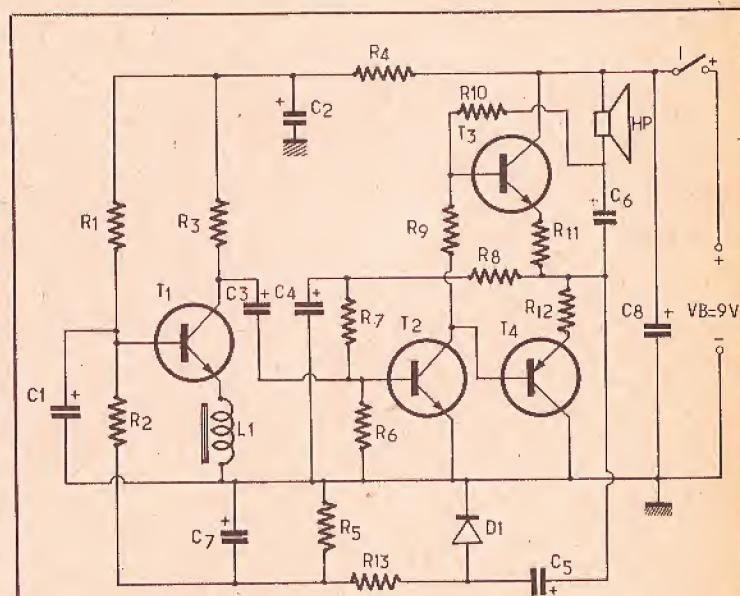 R4
I
+
+
C2
R10
T3
HP
R1
R3
R9
R11
+
C6
R8
T1
C3
+
C4
+
R7
T2
R12
T4
C8
+
+
VB=9V
−
C1
+
R2
L1
R6
+
C7
R5
D1
R13
C5
+